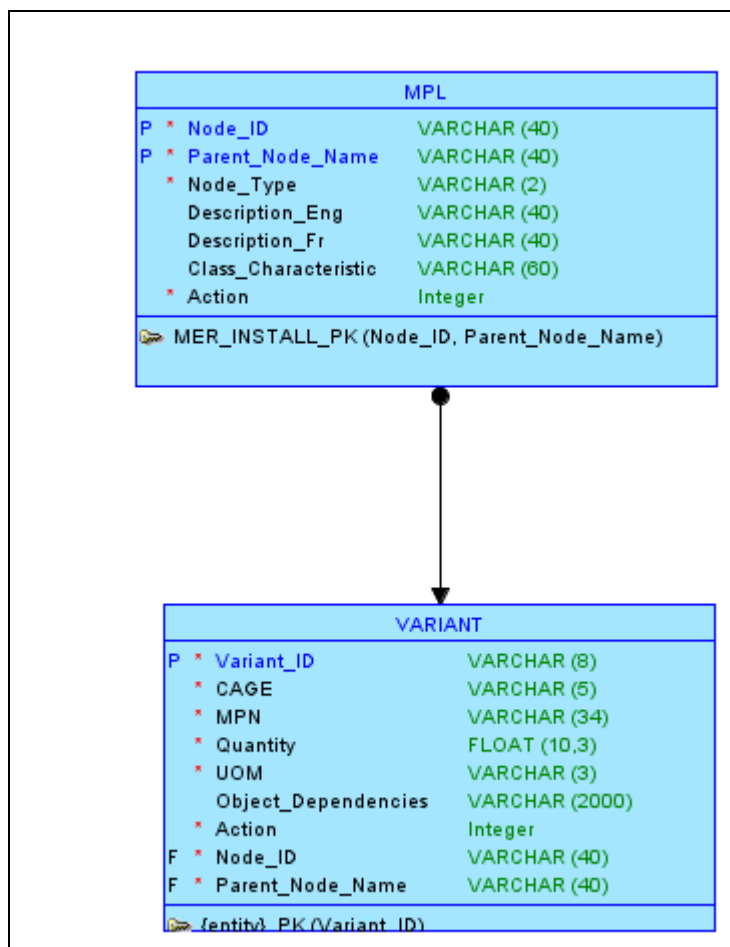 MPL
P * Node_ID VARCHAR (40)
P * Parent_Node_Name VARCHAR (40)
* Node_Type VARCHAR (2)
Description_Eng VARCHAR (40)
Description_Fr VARCHAR (40)
Class_Characteristic VARCHAR (60)
* Action Integer
MER_INSTALL_PK (Node_ID, Parent_Node_Name)
VARIANT
P * Variant_ID VARCHAR (8)
* CAGE VARCHAR (5)
* MPN VARCHAR (34)
* Quantity FLOAT (10,3)
* UOM VARCHAR (3)
Object_Dependencies VARCHAR (2000)
* Action Integer
F * Node_ID VARCHAR (40)
F * Parent_Node_Name VARCHAR (40)
{entity}_PK (Variant_ID)